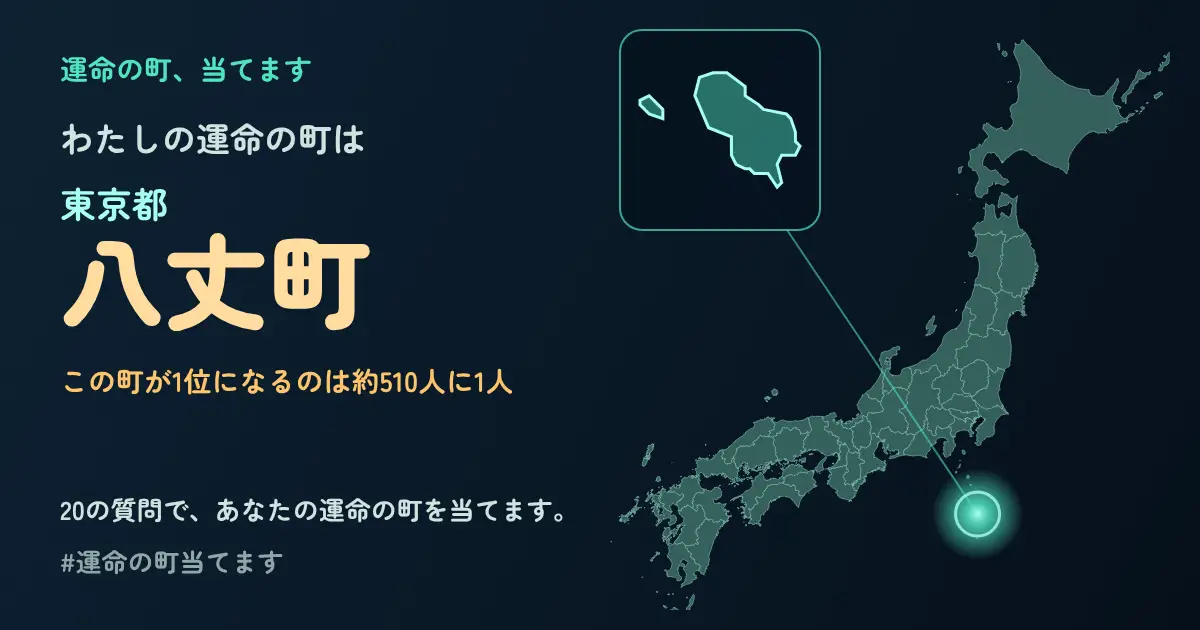 運命の町、当てます
わたしの運命の町は
東京都
八丈町
この町が1位になるのは約510人に1人
20の質問で、あなたの運命の町を当てます。
#運命の町当てます